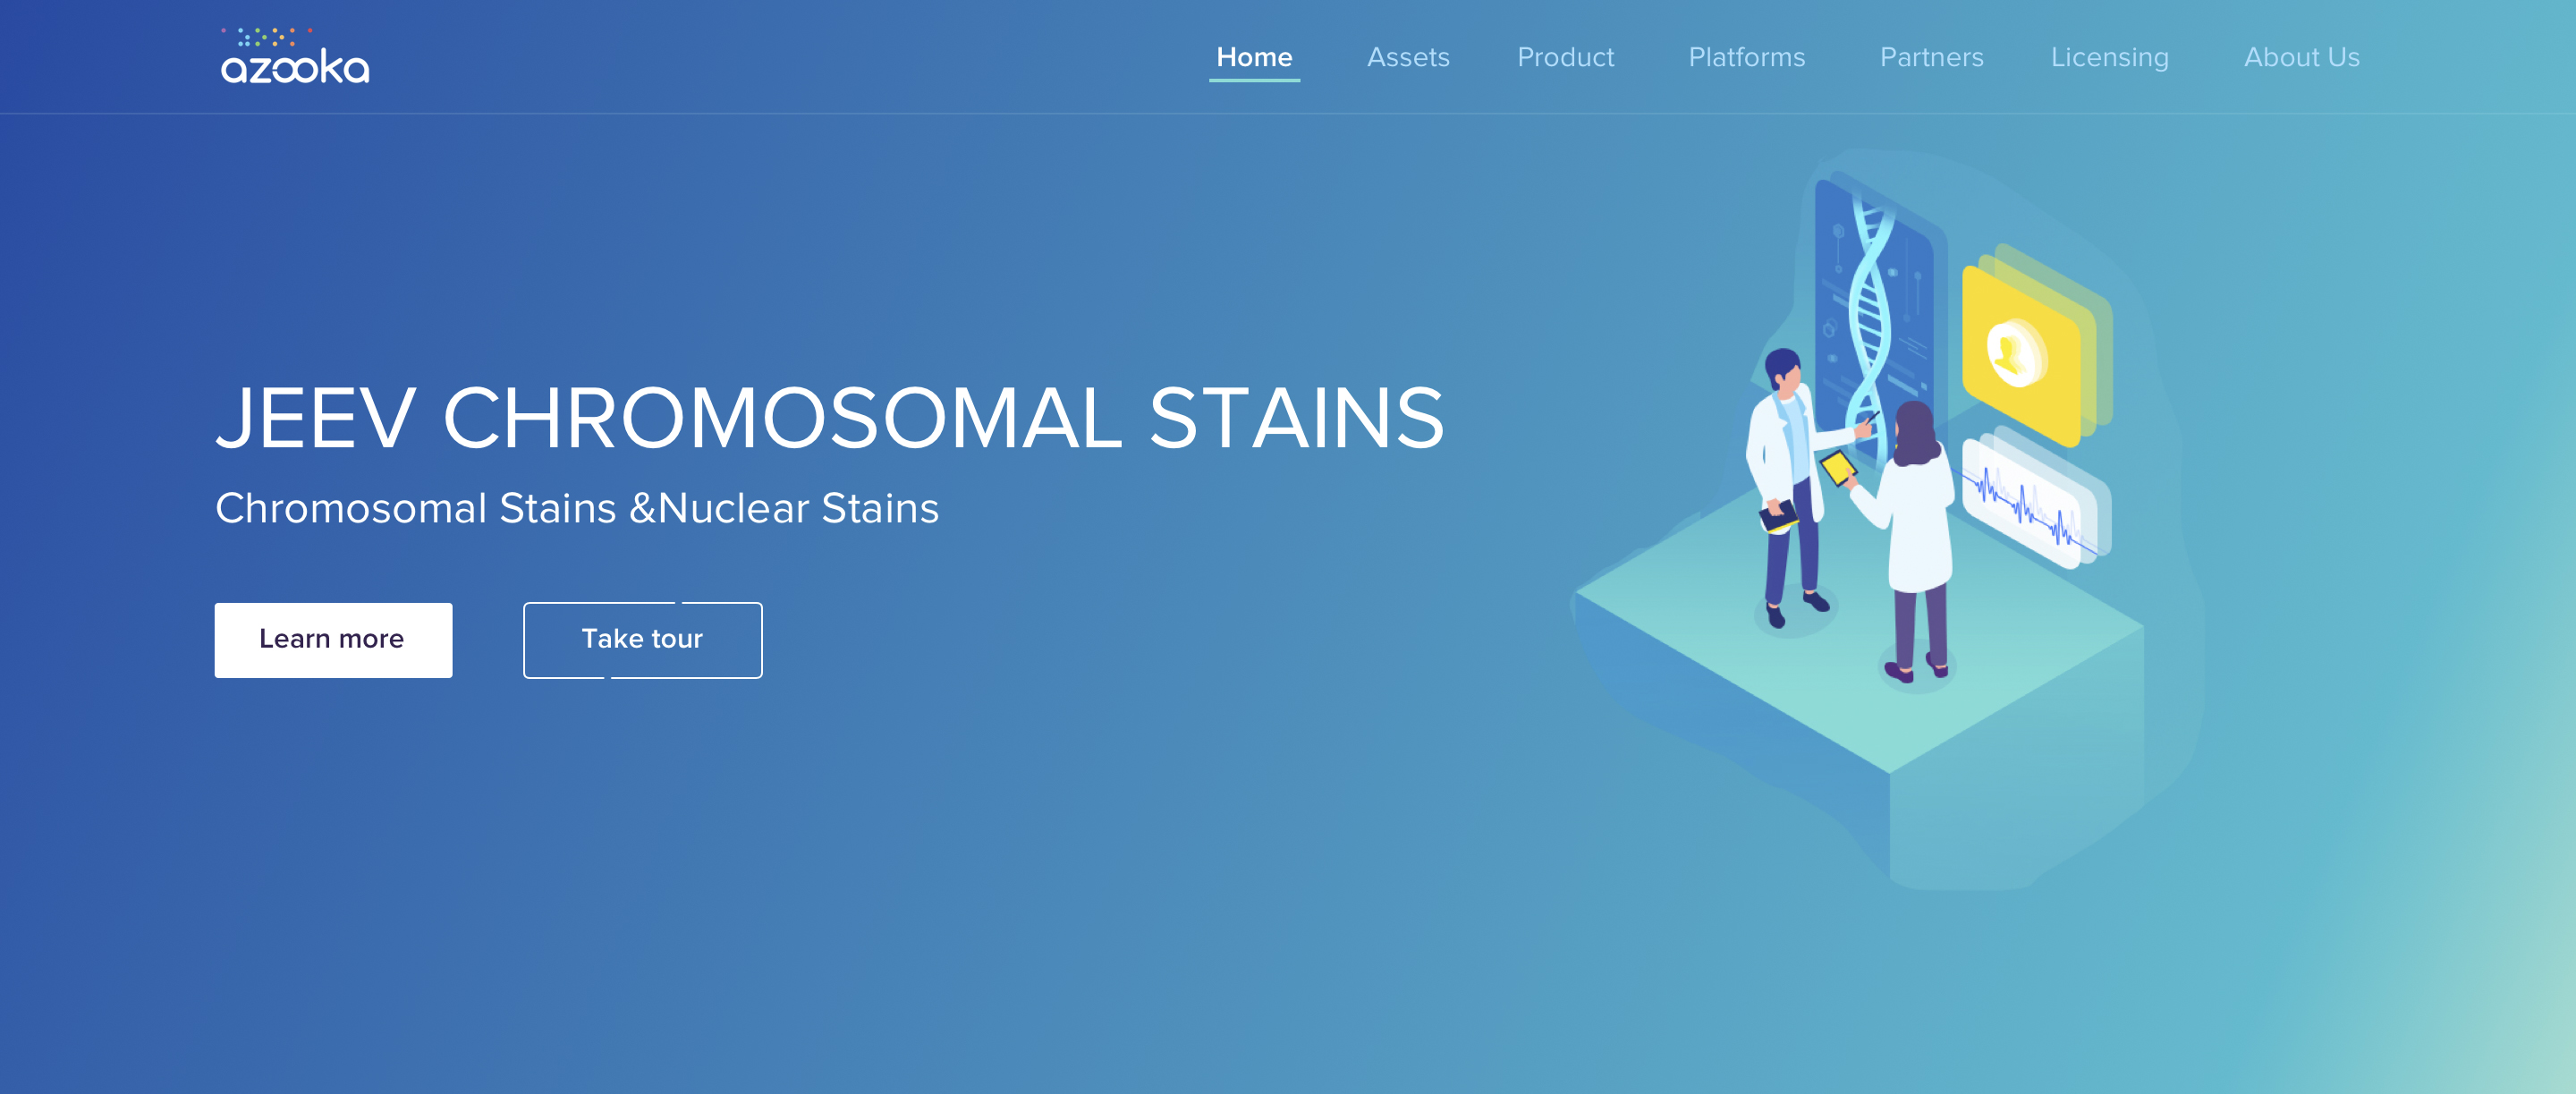 azooka
Home Assets Product Platforms Partners Licensing About Us
JEEV CHROMOSOMAL STAINS
Chromosomal Stains &Nuclear Stains
Learn more Take tour